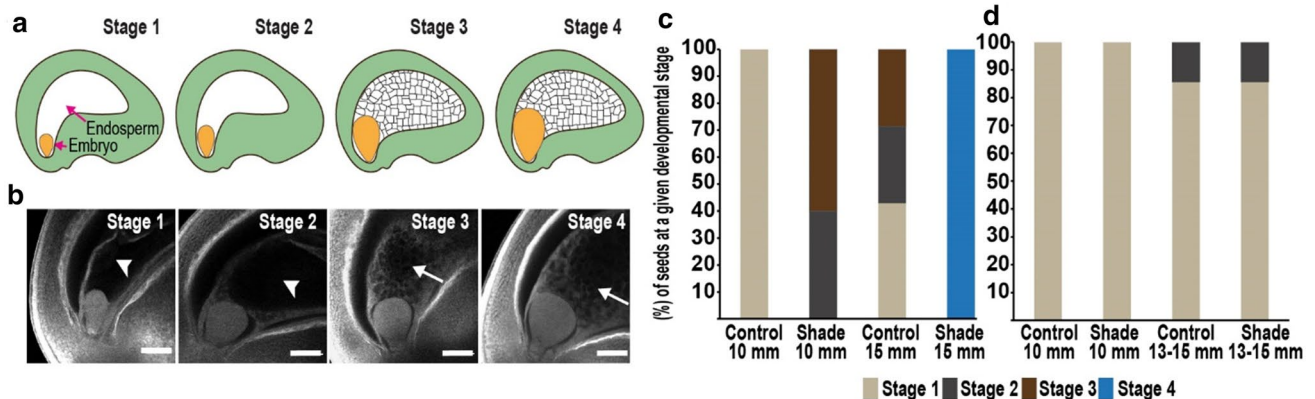 a
Stage 1
Stage 2
Stage 3
Stage 4
Endosperm
Embryo
b
Stage 1
Stage 2
Stage 3
Stage 4
c
(%) of seeds at a given developmental stage
100
90
80
70
60
50
40
30
20
10
Control
10 mm
Shade
10 mm
Control
15 mm
Shade
15 mm
d
100
90
80
70
60
50
40
30
20
10
Control
10 mm
Shade
10 mm
Control
13-15 mm
Shade
13-15 mm
Stage 1
Stage 2
Stage 3
Stage 4